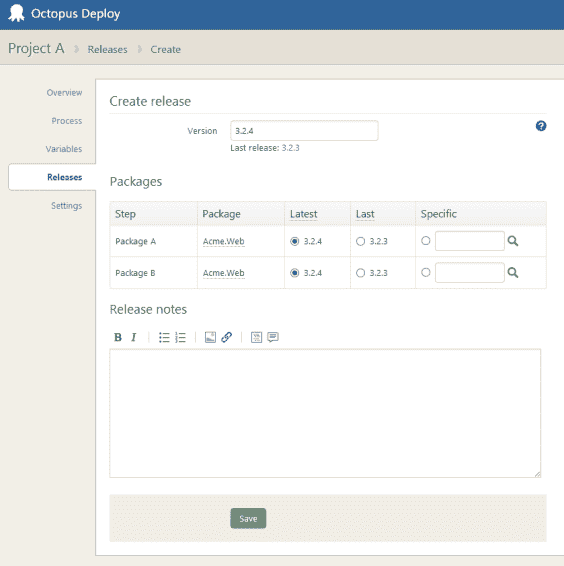 Octopus Deploy
Project A Releases Create
Overview
Process
Variables
Releases
Settings
Create release
Version 3.2.4
Last release: 3.2.3
Packages
Step Package Latest Last Specific
Package A Acme.Web 3.2.4 3.2.3
Package B Acme.Web 3.2.4 3.2.3
Release notes
B I
Save